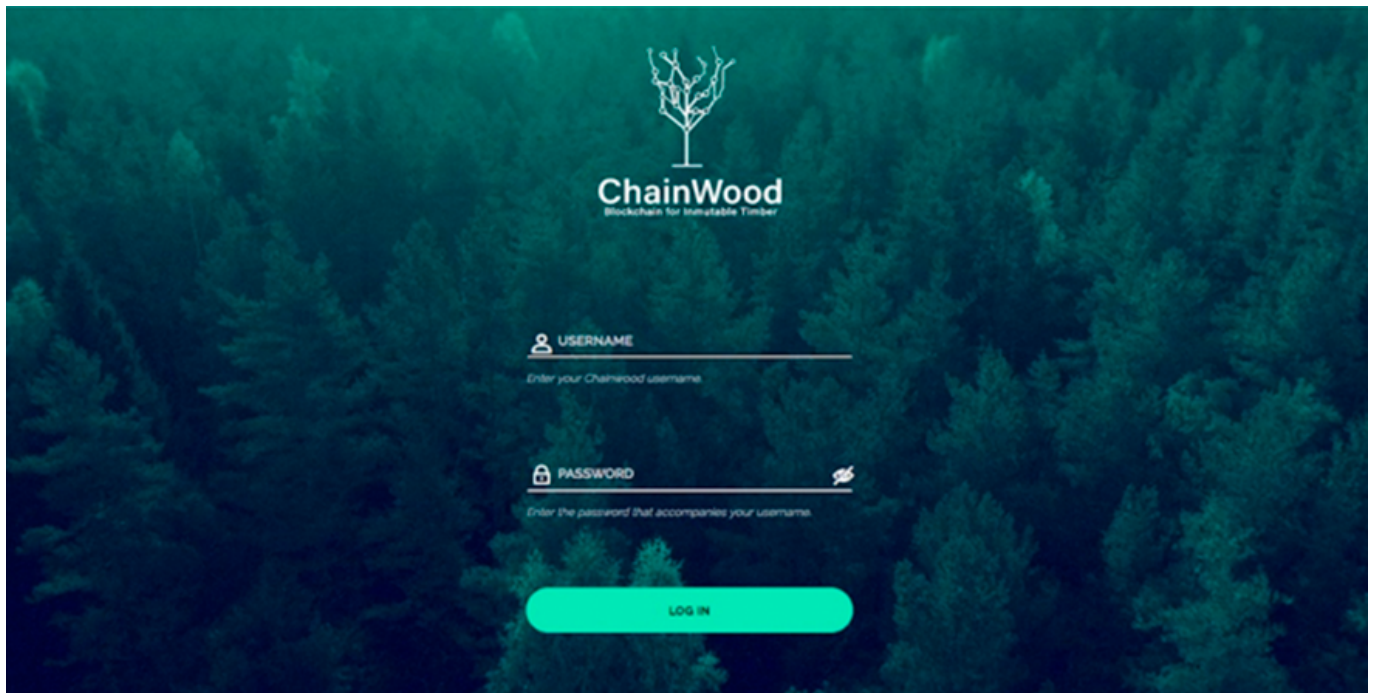 ChainWood
Blockchain for Inmutable Timber
USERNAME
Enter your Chainwood username.
PASSWORD
Enter the password that accompanies your username.
LOG IN